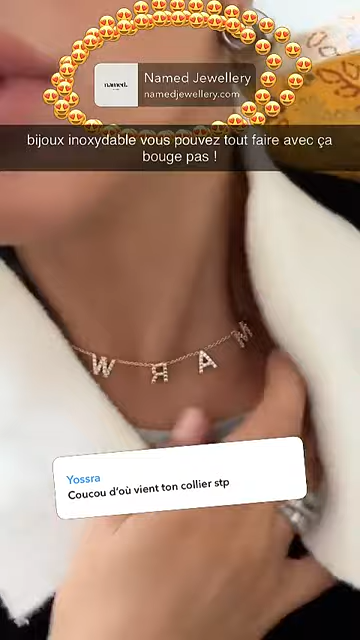 named.
Named Jewellery
namedjewellery.com
bijoux inoxydable vous pouvez tout faire avec ça
bouge pas !
W R A M
Yossra
Coucou d'où vient ton collier stp